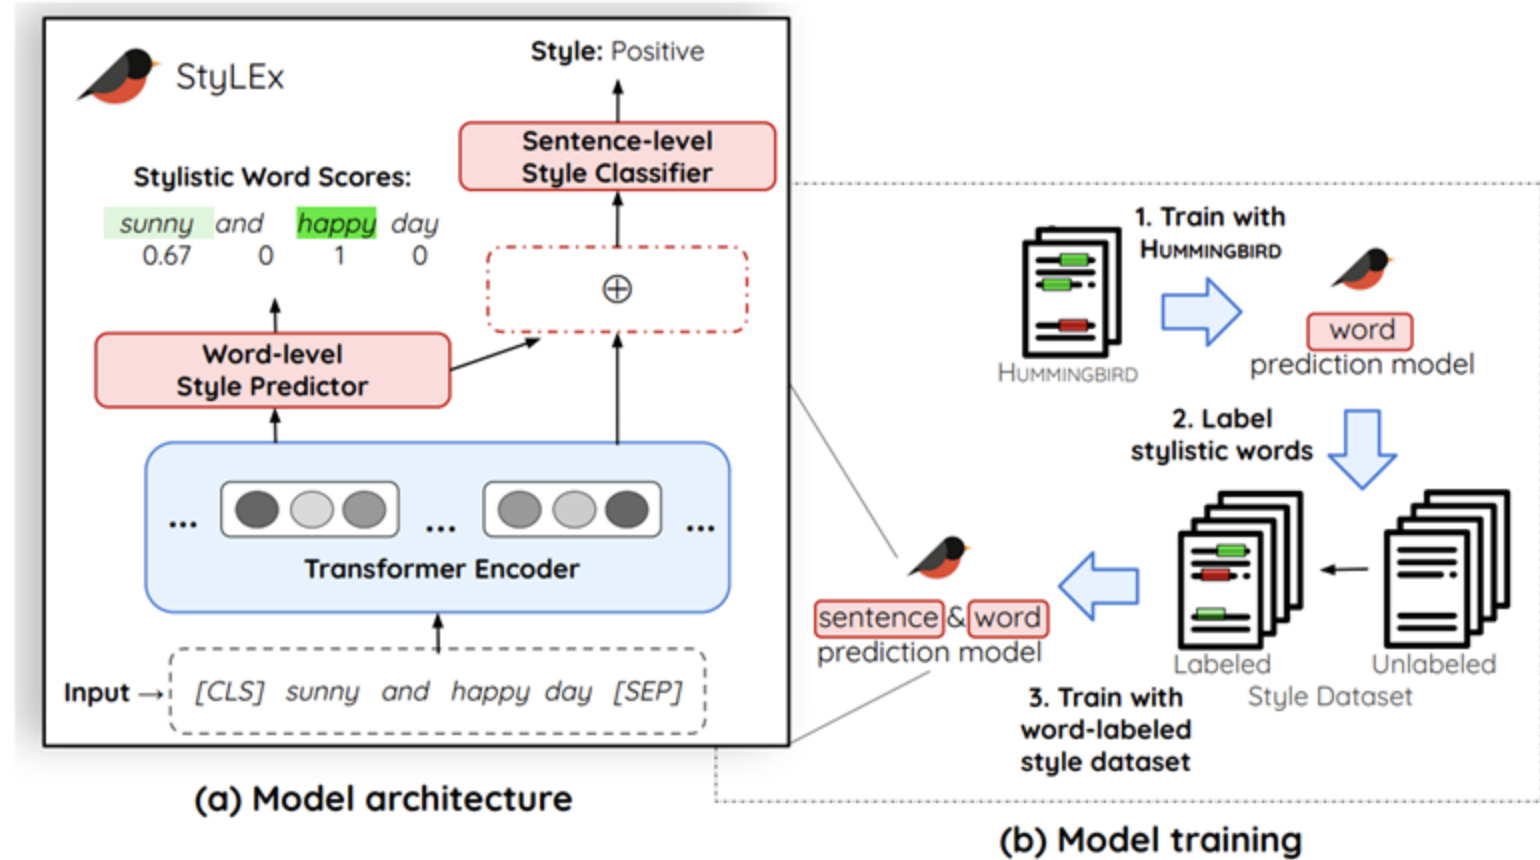 StyLEx
Style: Positive
Sentence-level
Style Classifier
Stylistic Word Scores:
sunny and happy day
0.67 0 1 0
⊕
Word-level
Style Predictor
... ... ...
Transformer Encoder
Input → [CLS] sunny and happy day [SEP]
(a) Model architecture
1. Train with
HUMMINGBIRD
HUMMINGBIRD
word
prediction model
2. Label
stylistic words
sentence & word
prediction model
Labeled Unlabeled
Style Dataset
3. Train with
word-labeled
style dataset
(b) Model training